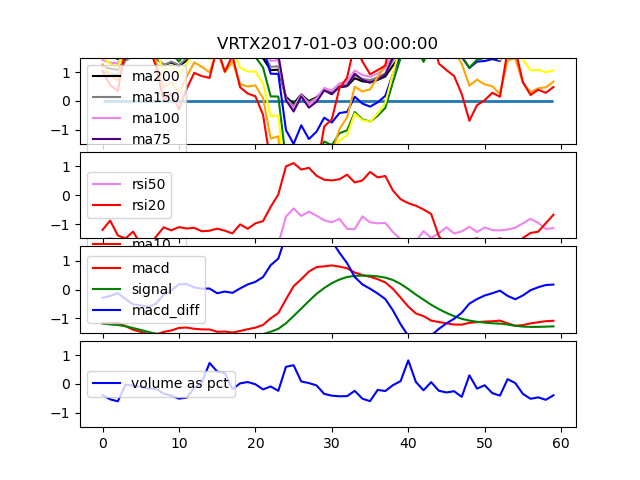 VRTX2017-01-03 00:00:00
1
0
−1
ma200
ma150
ma100
ma75
1
0
−1
rsi50
rsi20
ma10
1
0
−1
macd
signal
macd_diff
1
0
−1
volume as pct
0 10 20 30 40 50 60